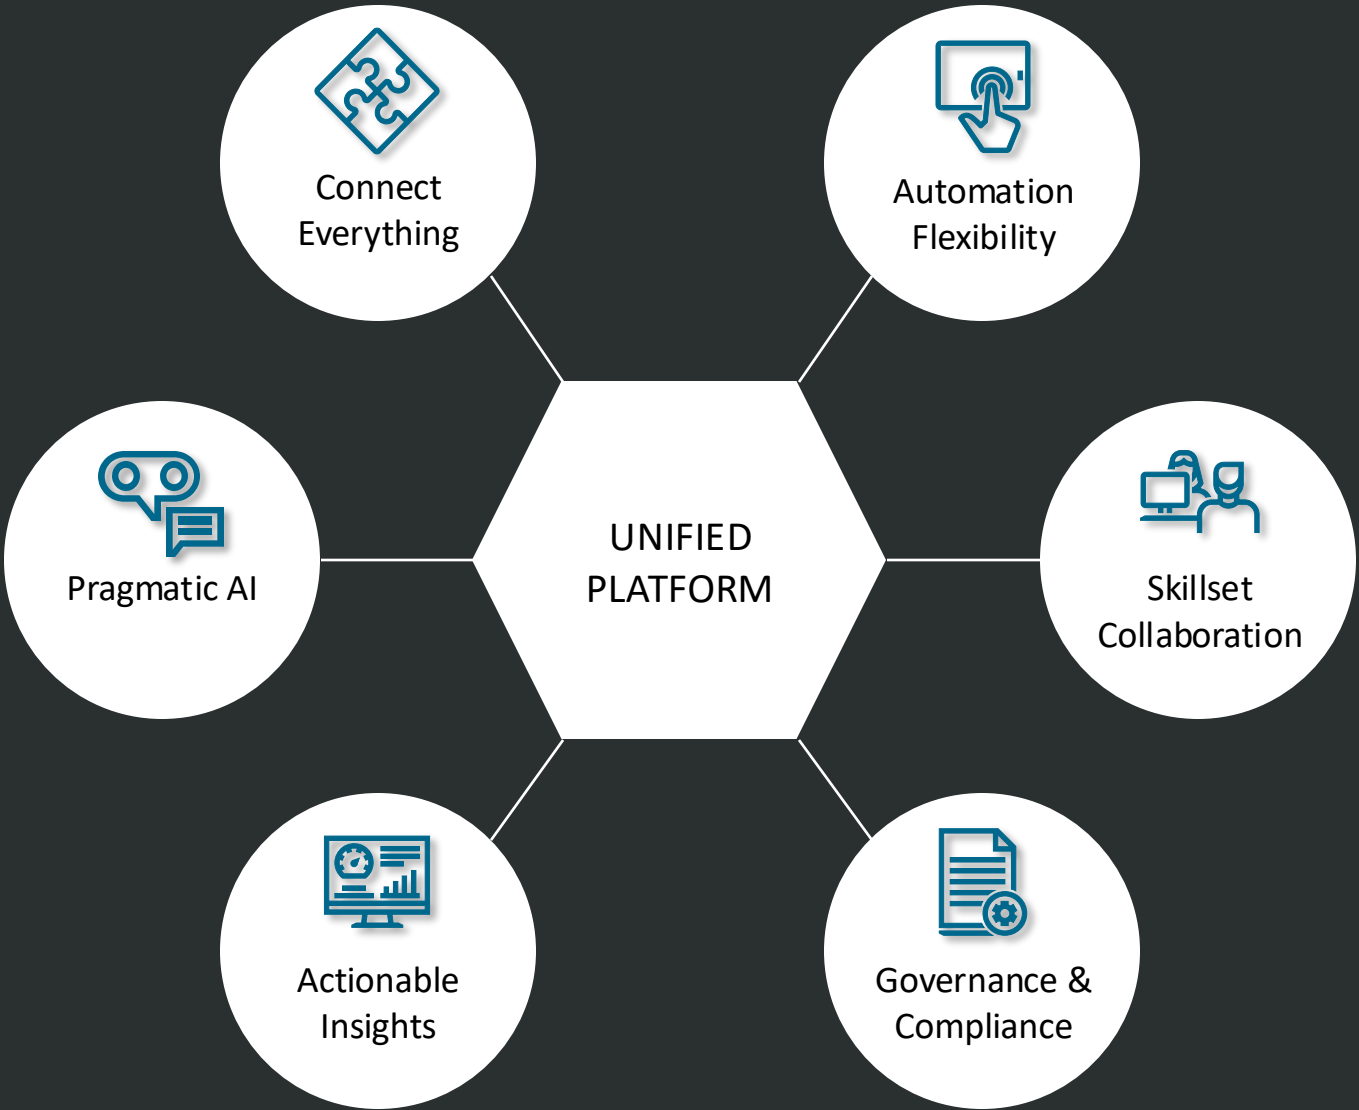 Connect
Everything
Automation
Flexibility
Pragmatic AI
UNIFIED
PLATFORM
Skillset
Collaboration
Actionable
Insights
Governance &
Compliance